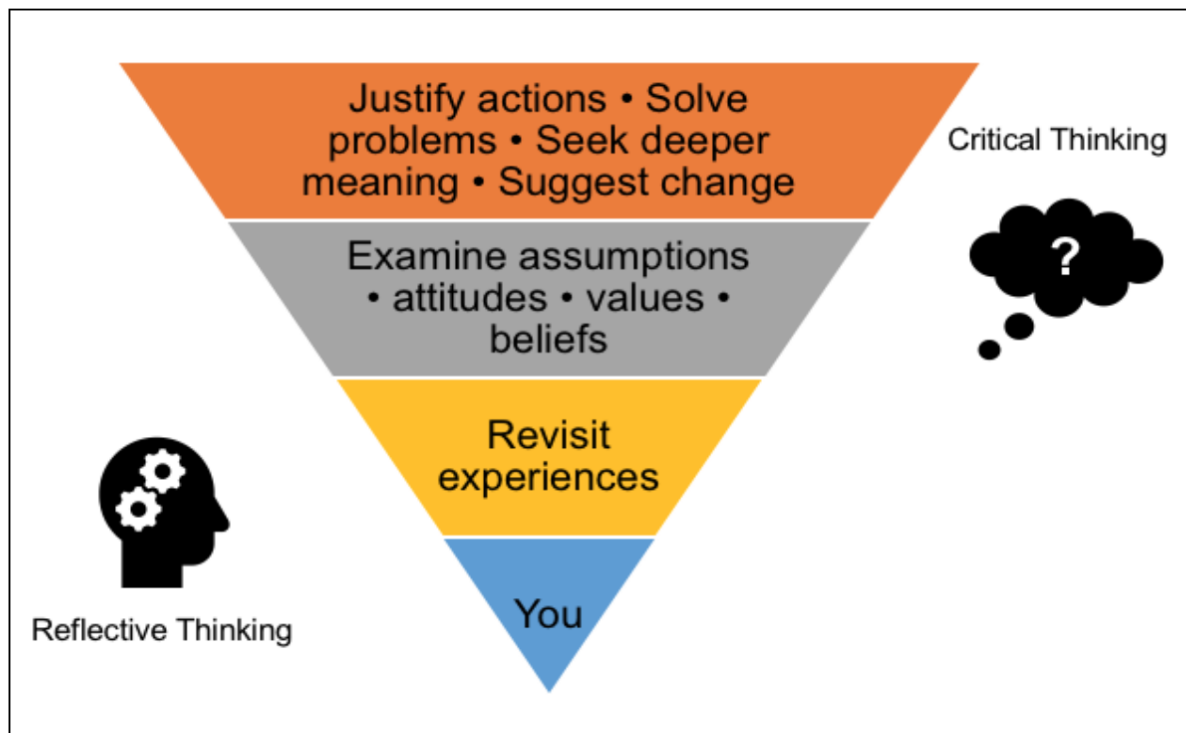 Justify actions • Solve
problems • Seek deeper
meaning • Suggest change
Critical Thinking
?
Examine assumptions
• attitudes • values •
beliefs
Revisit
experiences
You
Reflective Thinking